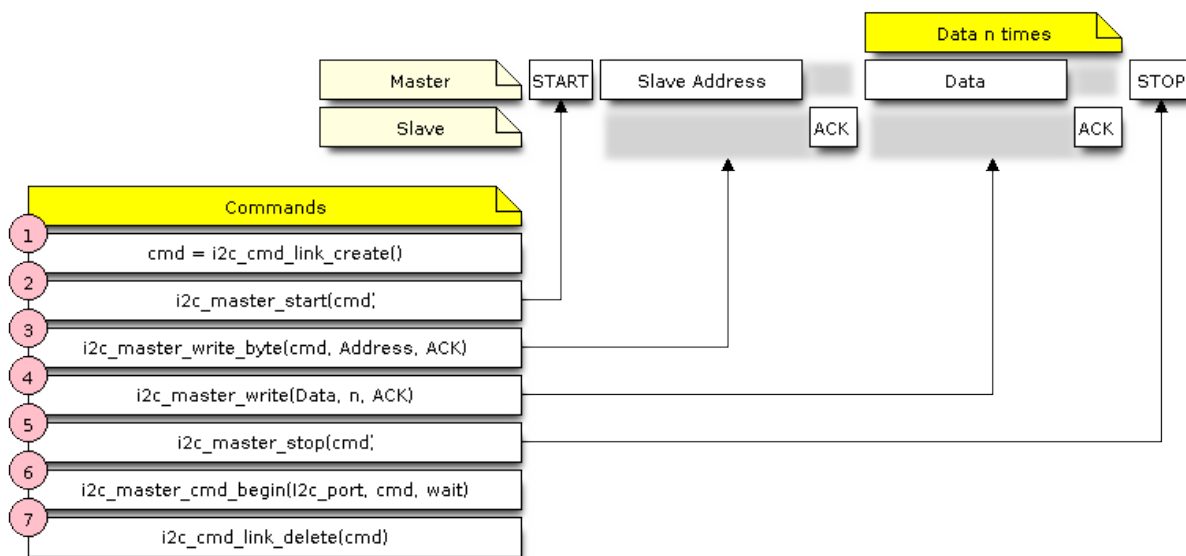 Data n times
Master START Slave Address Data STOP
Slave ACK ACK
Commands
1
cmd = i2c_cmd_link_create()
2
i2c_master_start(cmd)
3
i2c_master_write_byte(cmd, Address, ACK)
4
i2c_master_write(Data, n, ACK)
5
i2c_master_stop(cmd)
6
i2c_master_cmd_begin(I2c_port, cmd, wait)
7
i2c_cmd_link_delete(cmd)